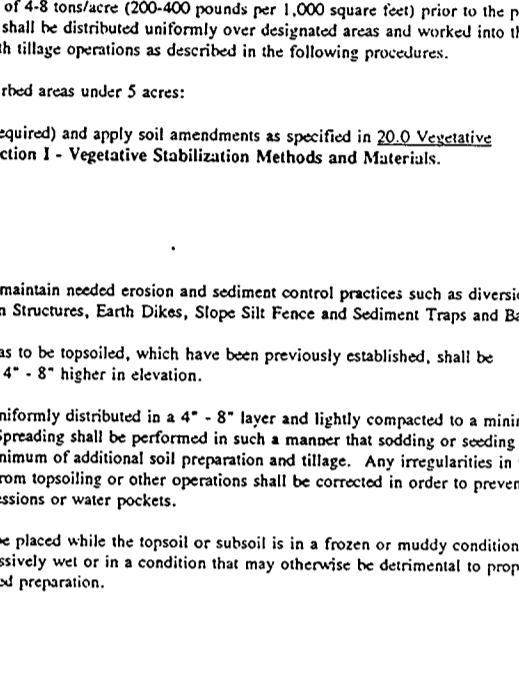 of 4-8 tons/acre (200-400 pounds per 1,000 square feet) prior to the p
shall be distributed uniformly over designated areas and worked into th
th tillage operations as described in the following procedures.
rbed areas under 5 acres:
equired) and apply soil amendments as specified in 20.0 Vegetative
ction I - Vegetative Stabilization Methods and Materials.
maintain needed erosion and sediment control practices such as diversi
n Structures, Earth Dikes, Slope Silt Fence and Sediment Traps and Ba
as to be topsoiled, which have been previously established, shall be
4" - 8" higher in elevation.
niformly distributed in a 4" - 8" layer and lightly compacted to a mini
Spreading shall be performed in such a manner that sodding or seeding
nimum of additional soil preparation and tillage. Any irregularities in
rom topsoiling or other operations shall be corrected in order to preven
essions or water pockets.
e placed while the topsoil or subsoil is in a frozen or muddy condition
ssively wet or in a condition that may otherwise be detrimental to prop
ed preparation.